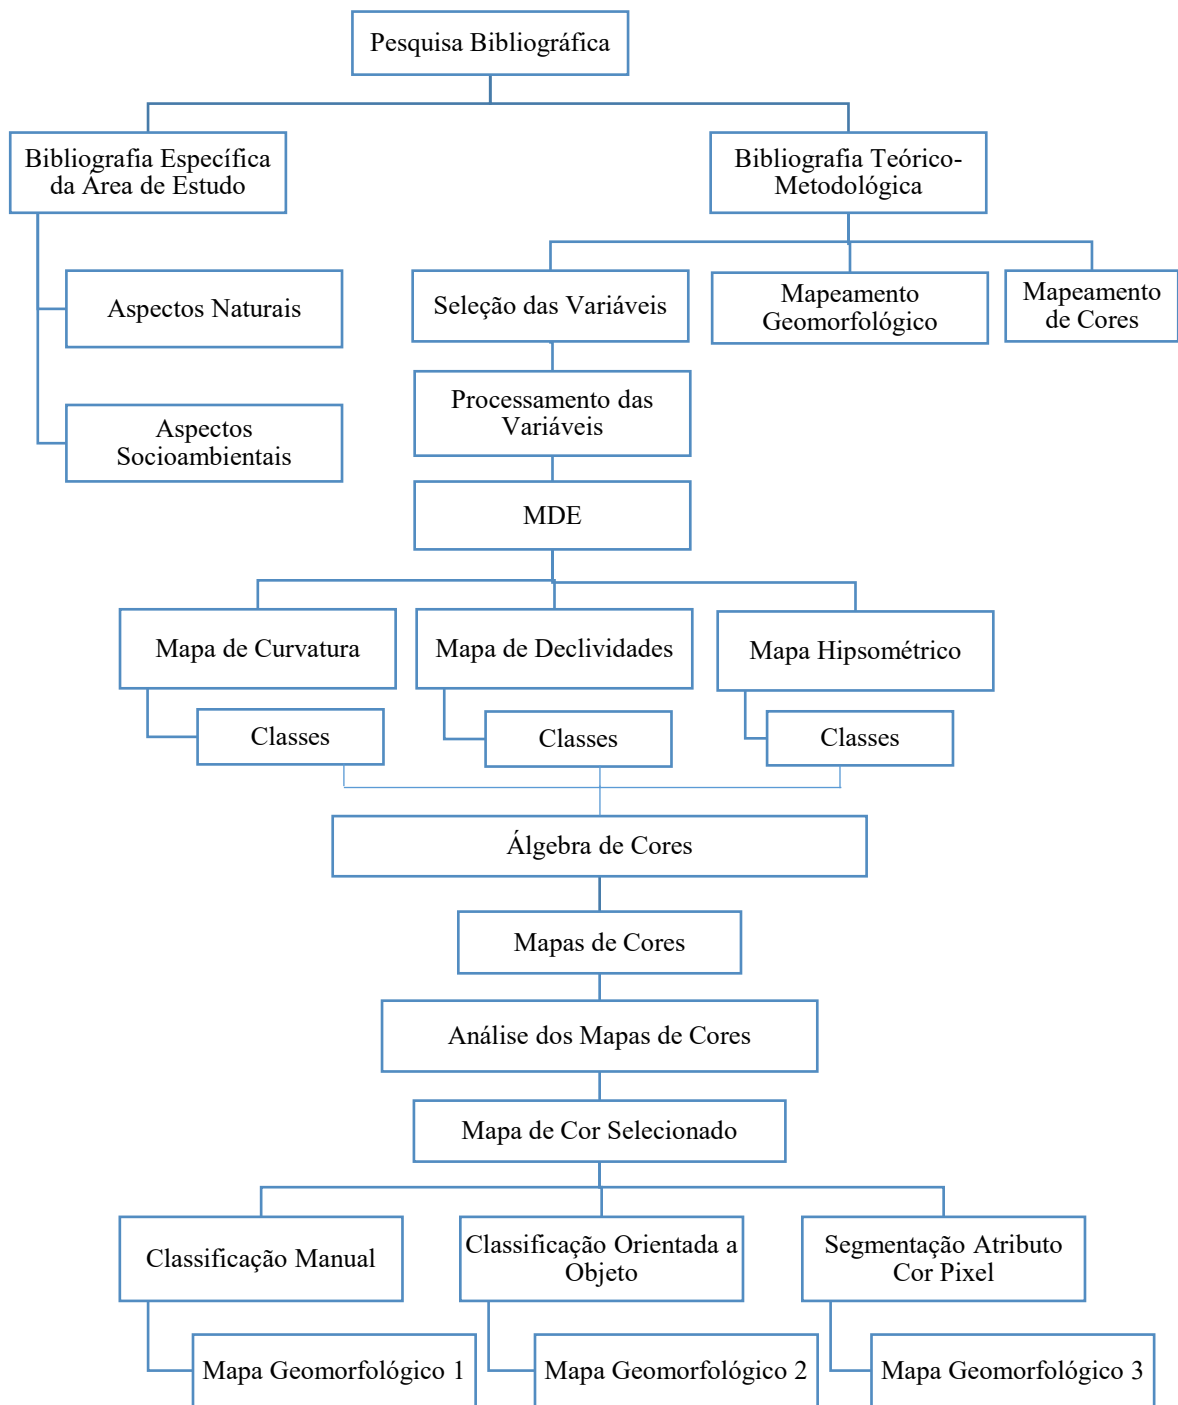 Pesquisa Bibliográfica
Bibliografia Específica
da Área de Estudo
Bibliografia Teórico-
Metodológica
Aspectos Naturais
Seleção das Variáveis
Mapeamento
Geomorfológico
Mapeamento
de Cores
Processamento das
Variáveis
Aspectos
Socioambientais
MDE
Mapa de Curvatura
Mapa de Declividades
Mapa Hipsométrico
Classes
Classes
Classes
Álgebra de Cores
Mapas de Cores
Análise dos Mapas de Cores
Mapa de Cor Selecionado
Classificação Manual
Classificação Orientada a
Objeto
Segmentação Atributo
Cor Pixel
Mapa Geomorfológico 1
Mapa Geomorfológico 2
Mapa Geomorfológico 3